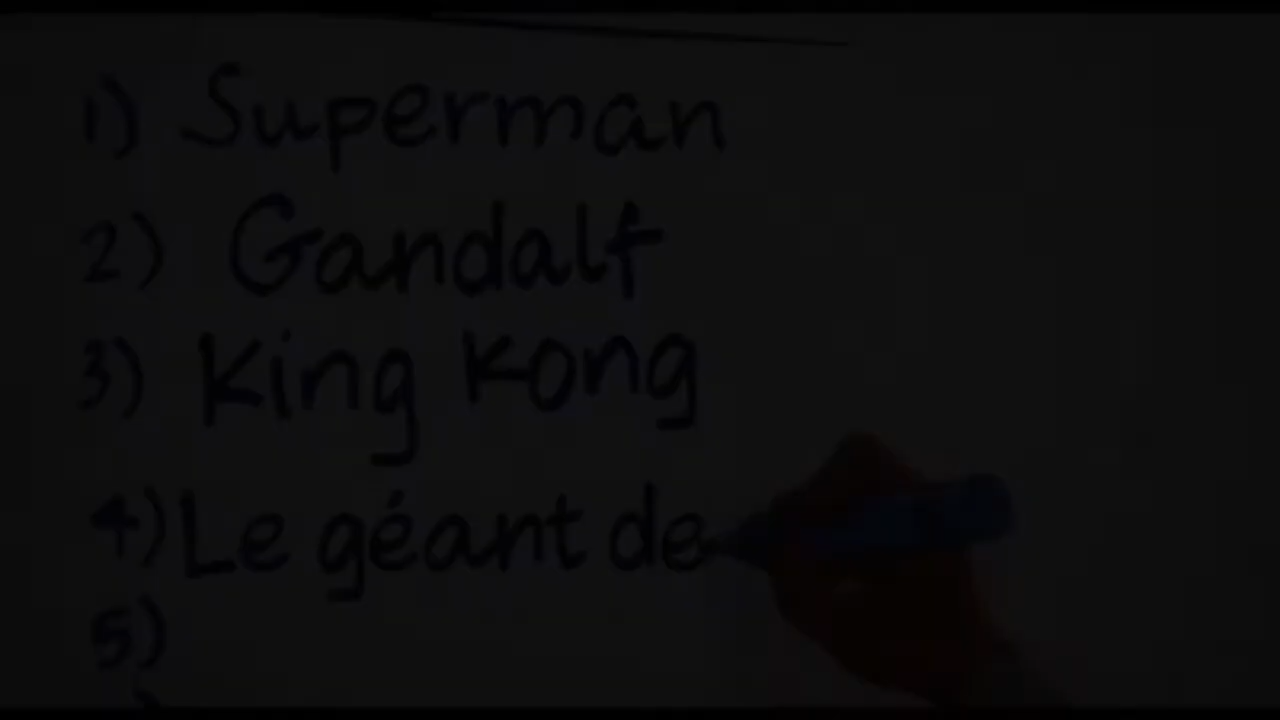 1) Superman
2) Gandalf
3) King Kong
4) Le géant de
5)